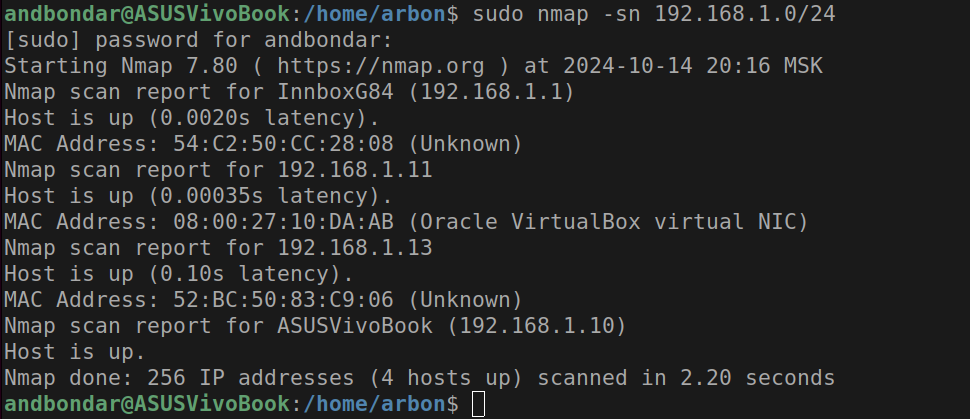 andbondar@ASUSVivoBook:/home/arbon$ sudo nmap -sn 192.168.1.0/24
[sudo] password for andbondar:
Starting Nmap 7.80 ( https://nmap.org ) at 2024-10-14 20:16 MSK
Nmap scan report for InnboxG84 (192.168.1.1)
Host is up (0.0020s latency).
MAC Address: 54:C2:50:CC:28:08 (Unknown)
Nmap scan report for 192.168.1.11
Host is up (0.00035s latency).
MAC Address: 08:00:27:10:DA:AB (Oracle VirtualBox virtual NIC)
Nmap scan report for 192.168.1.13
Host is up (0.10s latency).
MAC Address: 52:BC:50:83:C9:06 (Unknown)
Nmap scan report for ASUSVivoBook (192.168.1.10)
Host is up.
Nmap done: 256 IP addresses (4 hosts up) scanned in 2.20 seconds
andbondar@ASUSVivoBook:/home/arbon$